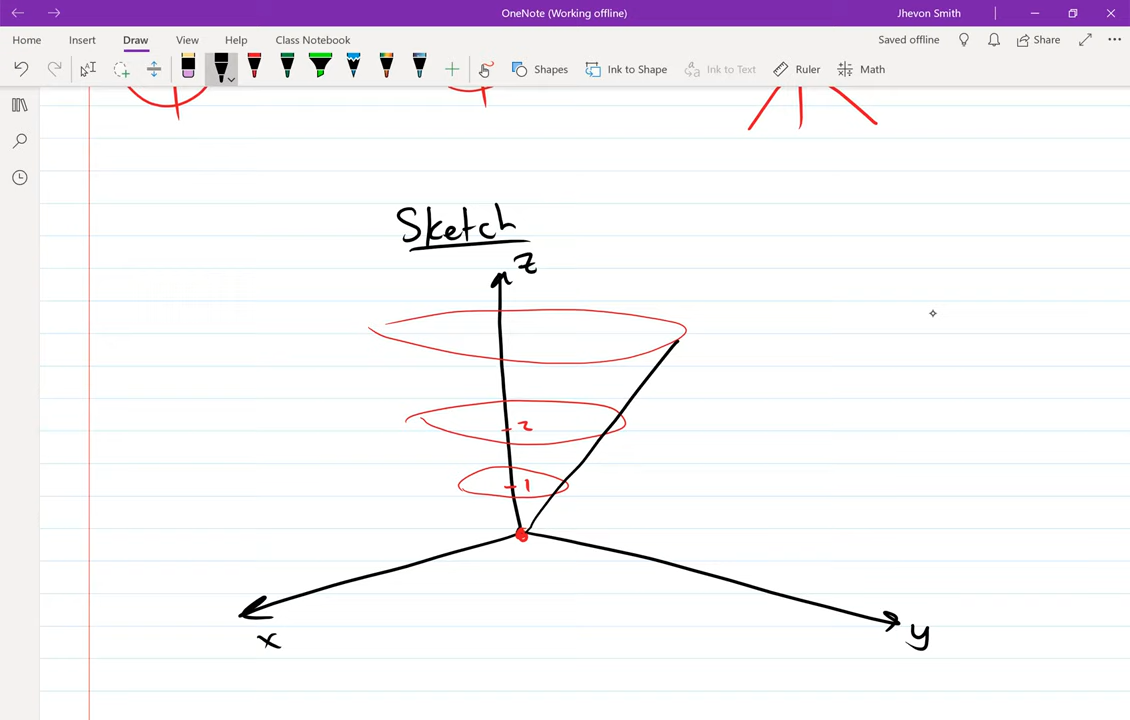 OneNote (Working offline)
Jhevon Smith
Home Insert Draw View Help Class Notebook
Saved offline Share
Shapes Ink to Shape Ink to Text Ruler Math
Sketch
z
2
1
x
y